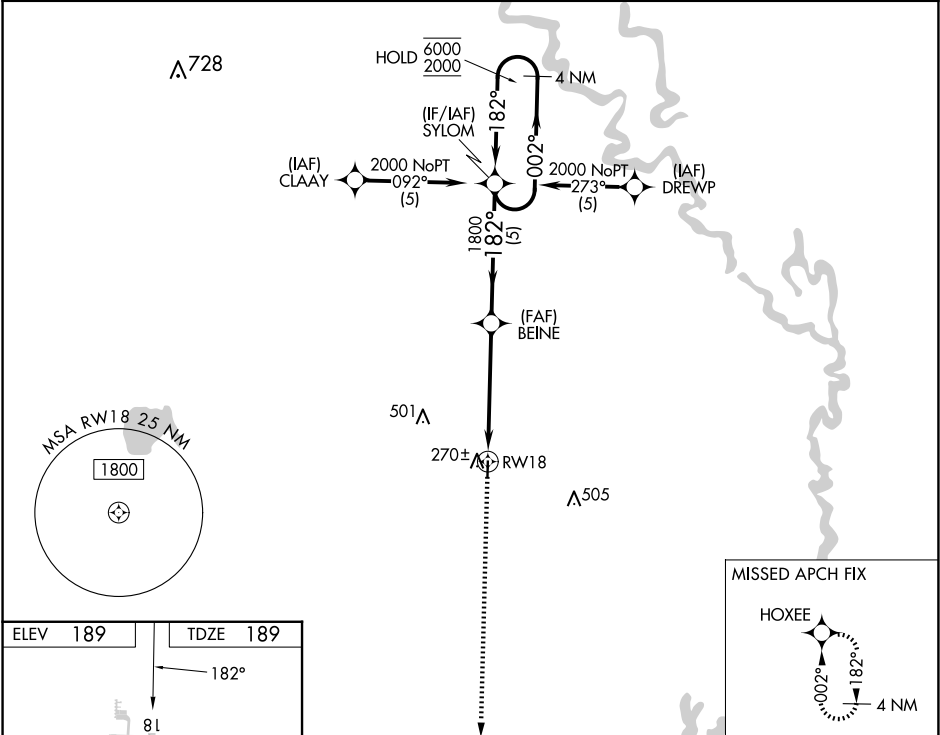 728
HOLD 6000
2000
4 NM
(IF/IAF)
SYLOM
182°
002°
(IAF)
CLAAY
2000 NoPT
092°
(5)
2000 NoPT
273°
(5)
(IAF)
DREWP
1800
182°
(5)
(FAF)
BEINE
501
270±
RW18
505
MSA RW18 25 NM
1800
MISSED APCH FIX
HOXEE
002°
182°
4 NM
ELEV 189
TDZE 189
182°
18